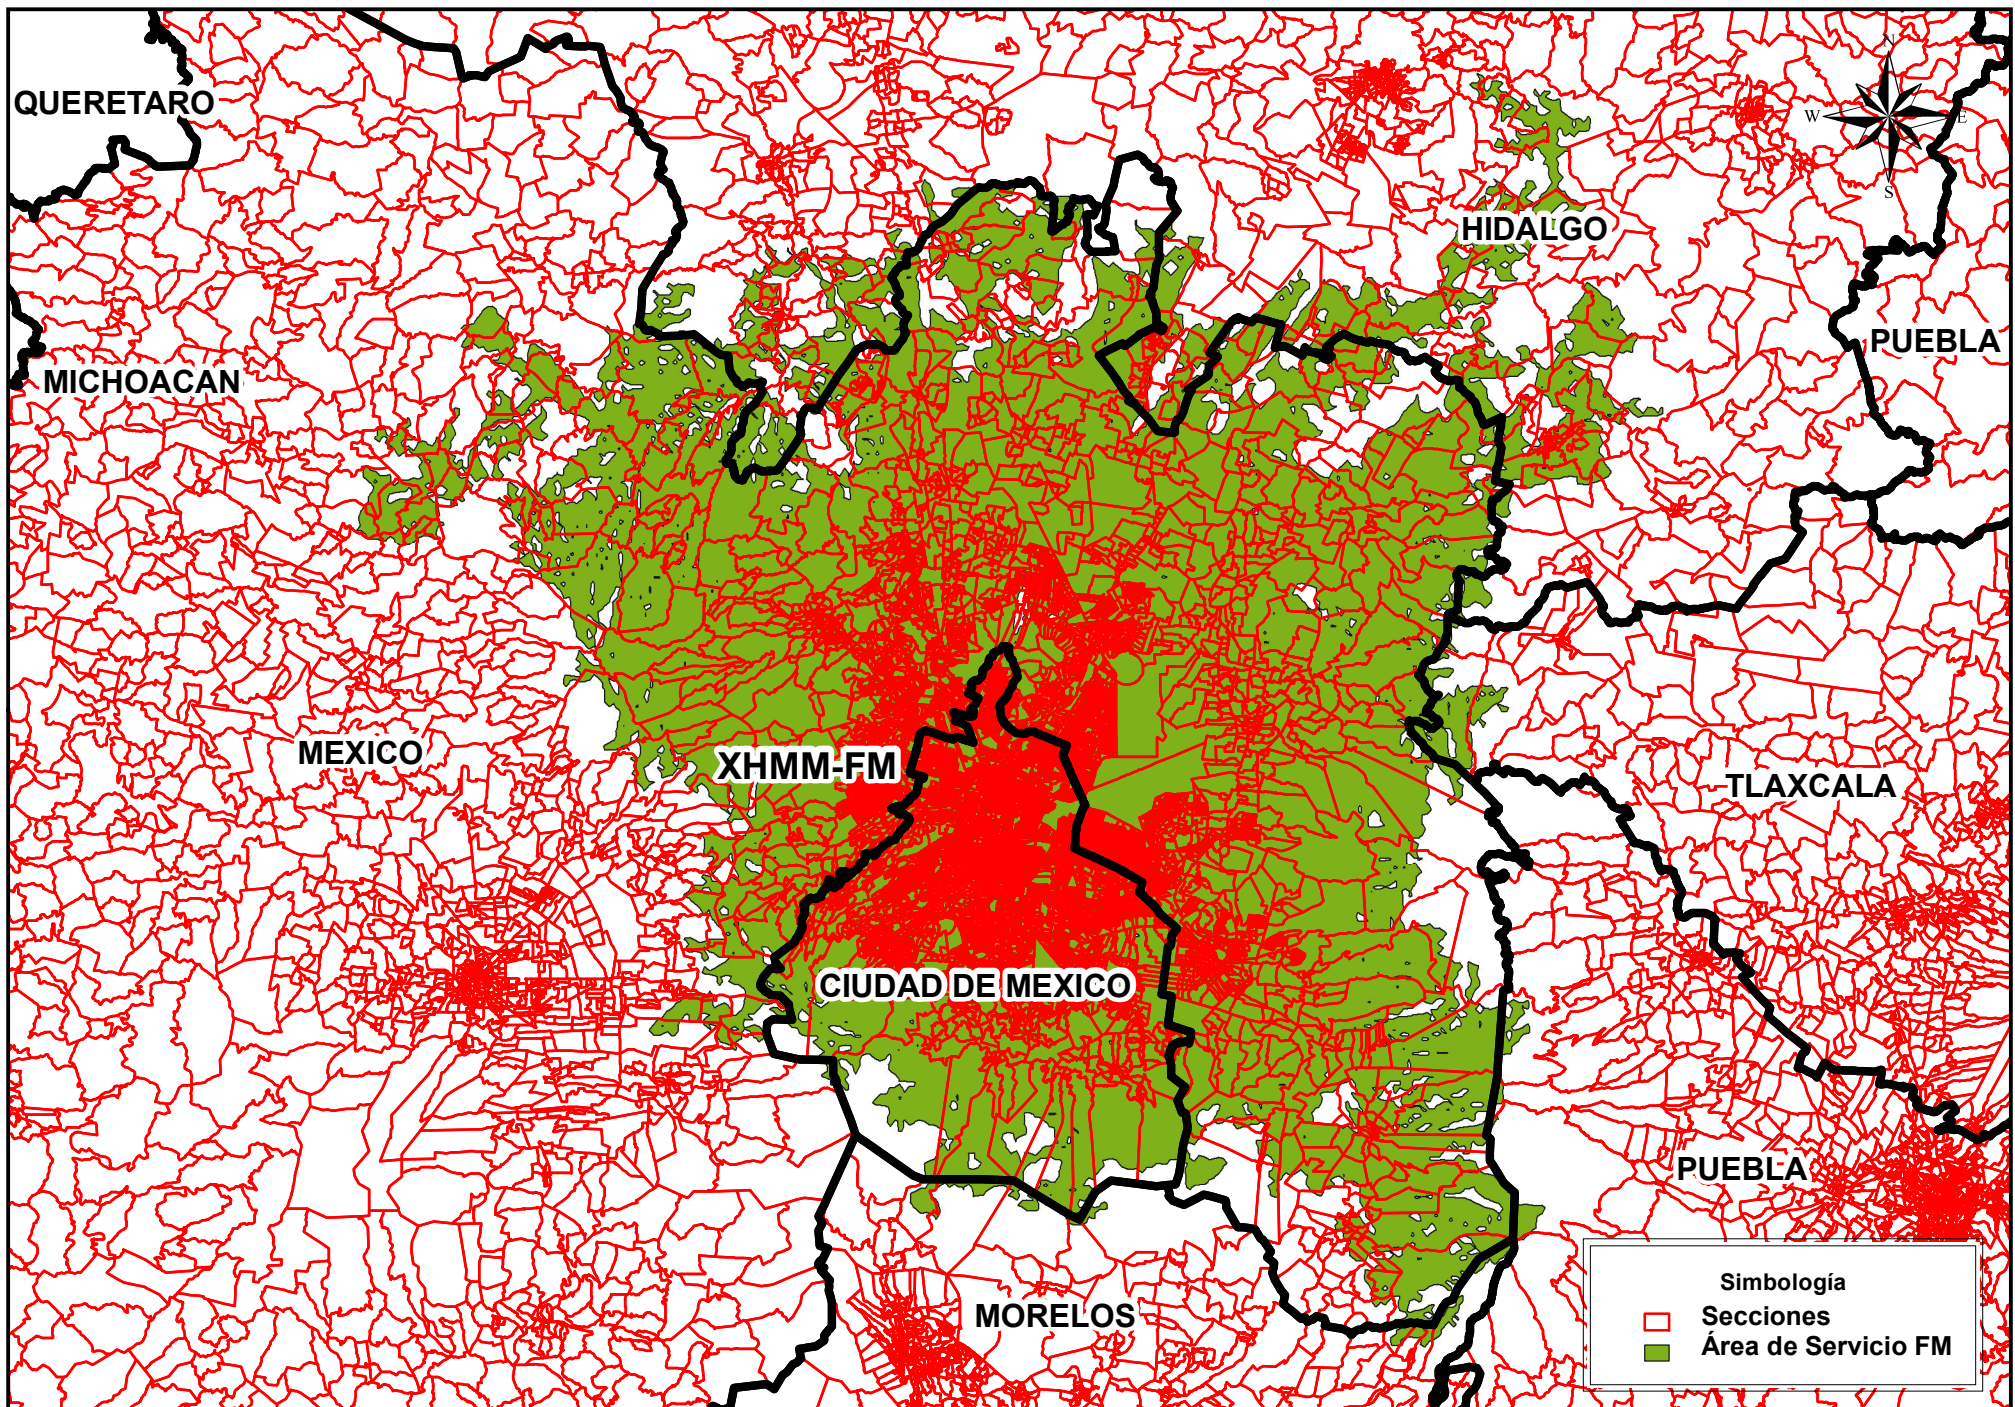 N
QUERETARO
W
E
S
HIDALGO
PUEBLA
MICHOACAN
MEXICO
XHMM-FM
TLAXCALA
CIUDAD DE MEXICO
PUEBLA
MORELOS
Simbología
Secciones
Área de Servicio FM